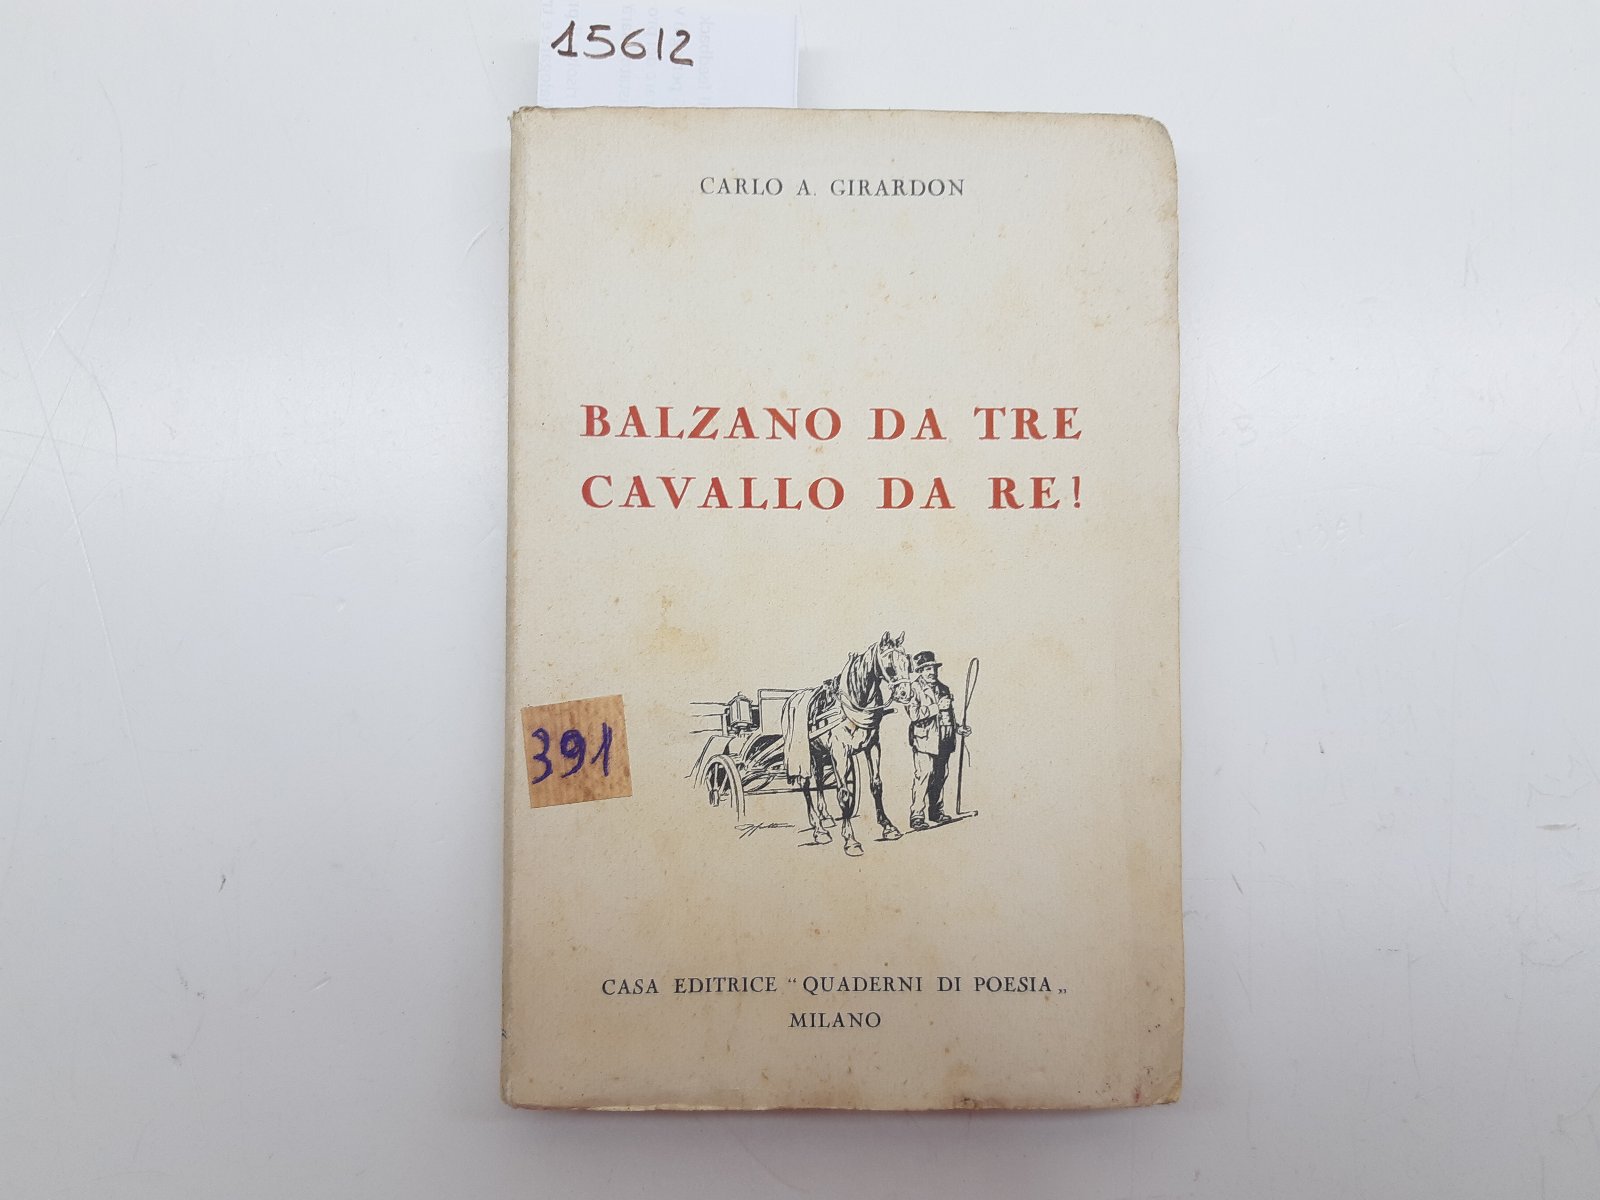 15612
CARLO A. GIRARDON
BALZANO DA TRE
CAVALLO DA RE!
391
CASA EDITRICE “QUADERNI DI POESIA„
MILANO